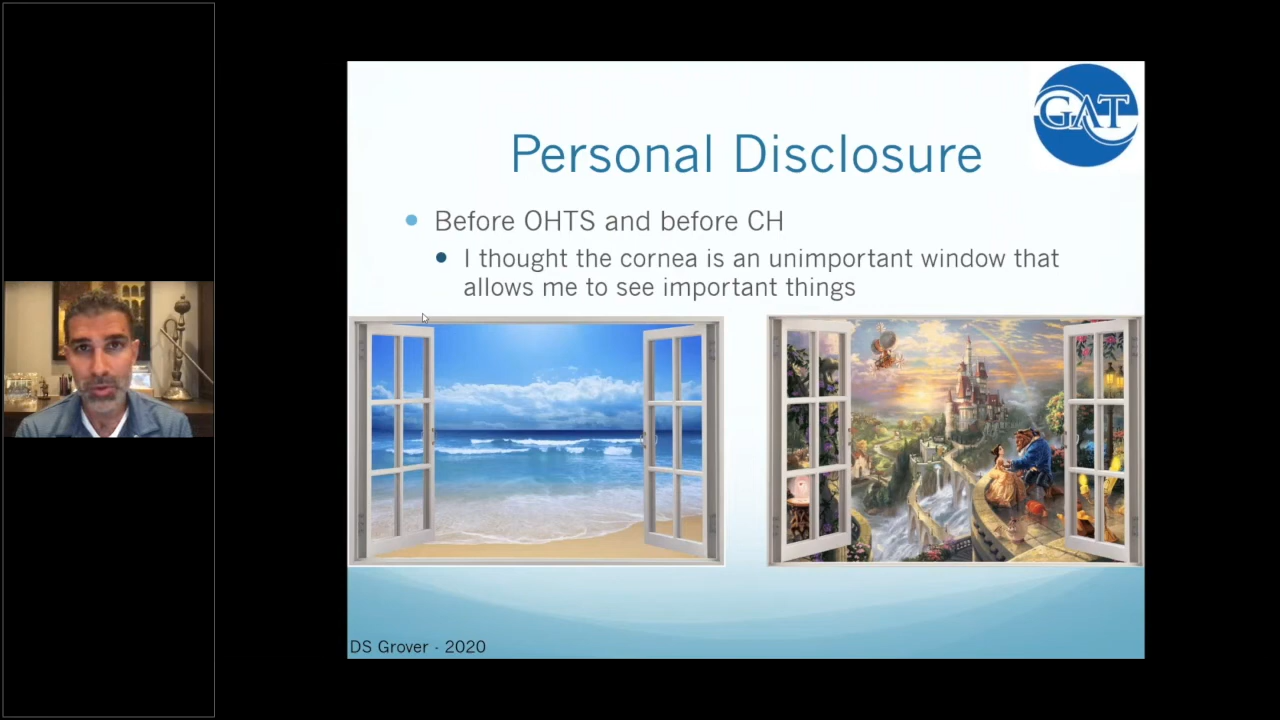 GAT
Personal Disclosure
Before OHTS and before CH
I thought the cornea is an unimportant window that
allows me to see important things
DS Grover - 2020